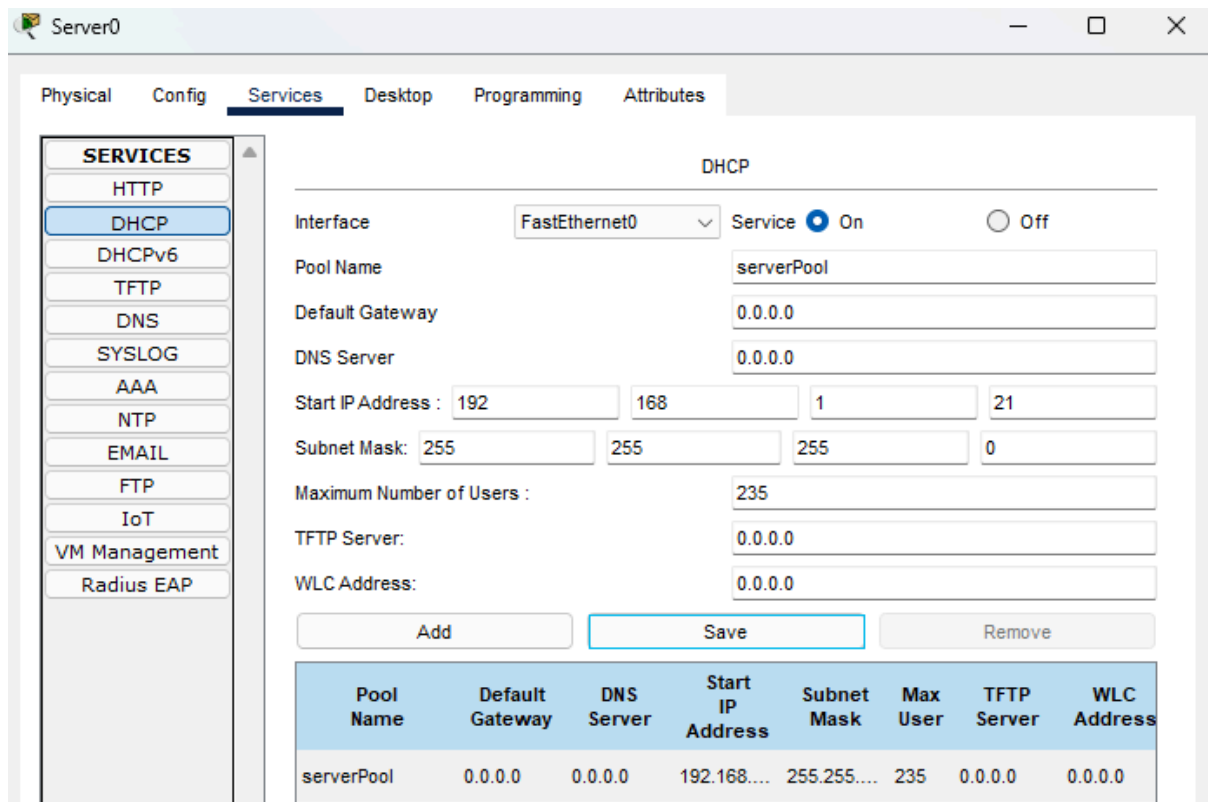 Server0
Physical Config Services Desktop Programming Attributes
SERVICES
HTTP
DHCP
DHCPv6
TFTP
DNS
SYSLOG
AAA
NTP
EMAIL
FTP
IoT
VM Management
Radius EAP
DHCP
Interface FastEthernet0 Service On Off
Pool Name serverPool
Default Gateway 0.0.0.0
DNS Server 0.0.0.0
Start IP Address : 192 168 1 21
Subnet Mask: 255 255 255 0
Maximum Number of Users : 235
TFTP Server: 0.0.0.0
WLC Address: 0.0.0.0
Add Save Remove
Pool Name Default Gateway DNS Server Start IP Address Subnet Mask Max User TFTP Server WLC Address
serverPool 0.0.0.0 0.0.0.0 192.168.... 255.255.... 235 0.0.0.0 0.0.0.0